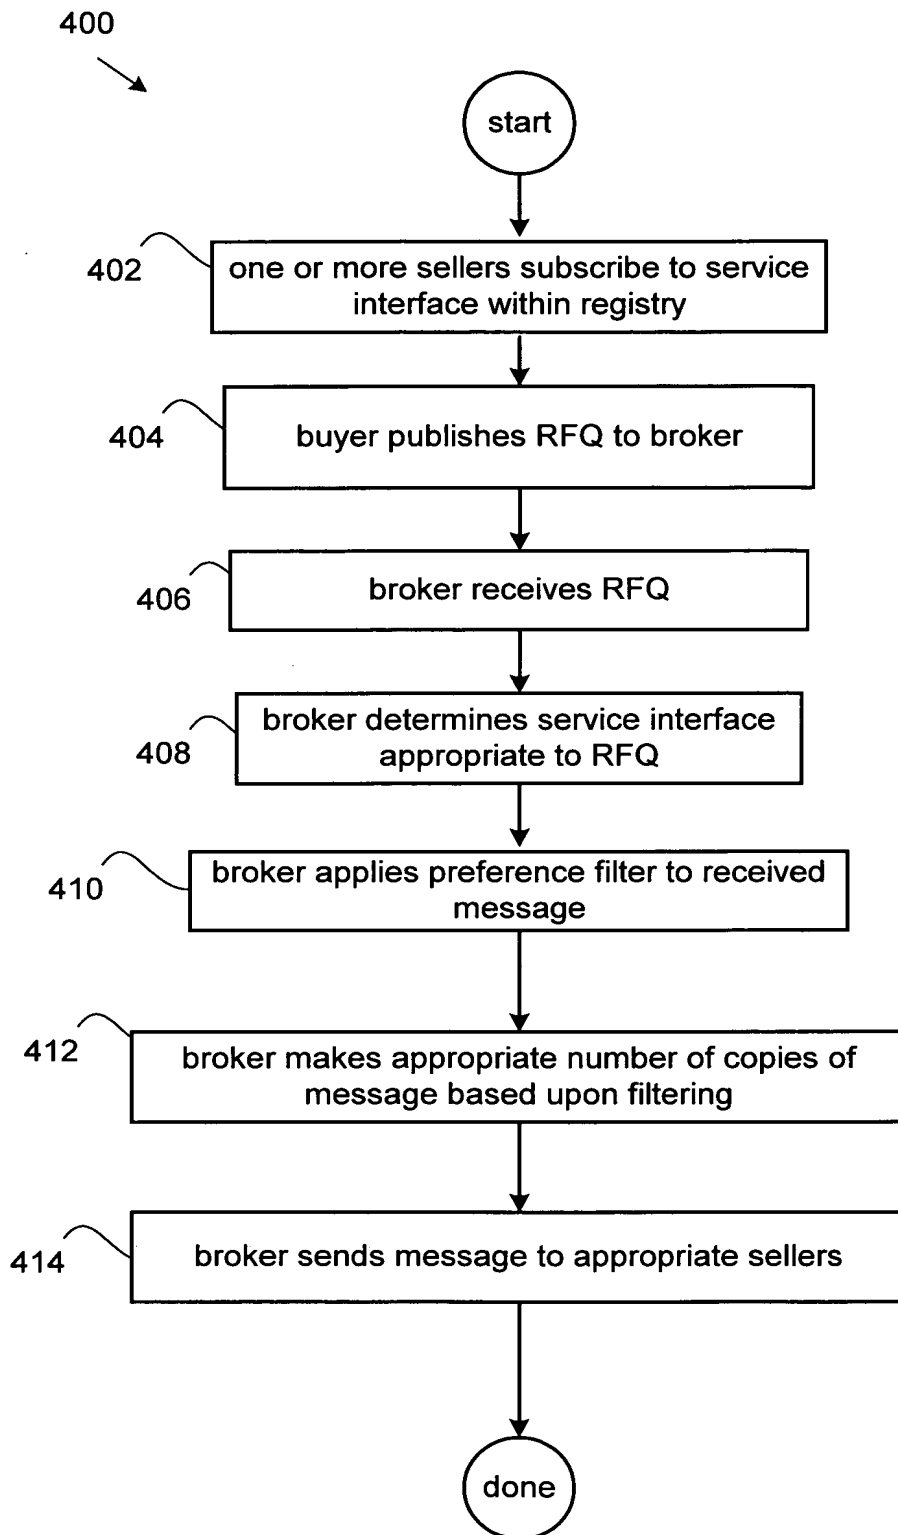 400
start
402
one or more sellers subscribe to service
interface within registry
404
buyer publishes RFQ to broker
406
broker receives RFQ
408
broker determines service interface
appropriate to RFQ
410
broker applies preference filter to received
message
412
broker makes appropriate number of copies of
message based upon filtering
414
broker sends message to appropriate sellers
done